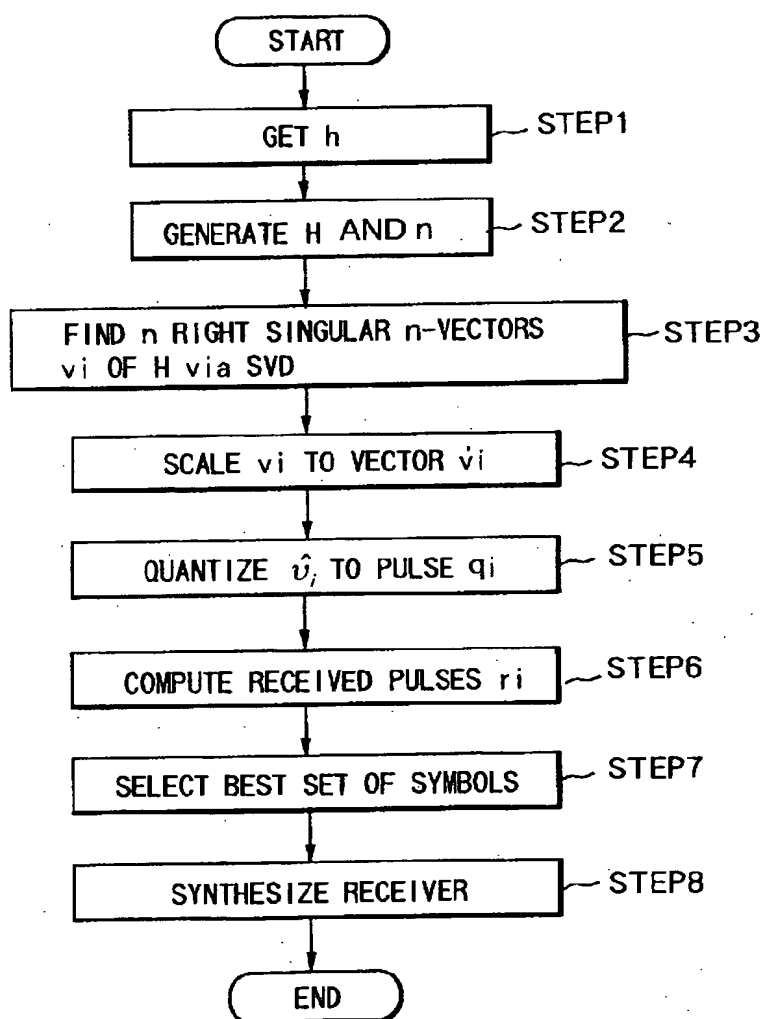 START
GET h
STEP1
GENERATE H AND n
STEP2
FIND n RIGHT SINGULAR n-VECTORS
vi OF H via SVD
STEP3
SCALE vi TO VECTOR v̇i
STEP4
QUANTIZE υ̂i TO PULSE qi
STEP5
COMPUTE RECEIVED PULSES ri
STEP6
SELECT BEST SET OF SYMBOLS
STEP7
SYNTHESIZE RECEIVER
STEP8
END